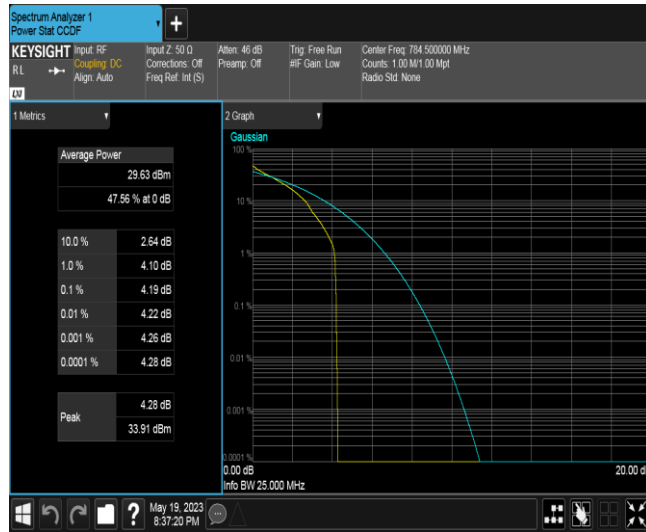 Spectrum Analyzer 1
Power Stat CCDF
KEYSIGHT
RL
Input: RF
Coupling: DC
Align: Auto
Input Z: 50 Ω
Corrections: Off
Freq Ref: Int (S)
Atten: 46 dB
Preamp: Off
Trig: Free Run
#IF Gain: Low
Center Freq: 784.500000 MHz
Counts: 1.00 M/1.00 Mpt
Radio Std: None
LXI
1 Metrics
Average Power
29.63 dBm
47.56 % at 0 dB
10.0 % 2.64 dB
1.0 % 4.10 dB
0.1 % 4.19 dB
0.01 % 4.22 dB
0.001 % 4.26 dB
0.0001 % 4.28 dB
Peak
4.28 dB
33.91 dBm
2 Graph
Gaussian
100 %
10 %
1 %
0.1 %
0.01 %
0.001 %
0.0001 %
0.00 dB 20.00 d
Info BW 25.000 MHz
?
May 19, 2023
8:37:20 PM